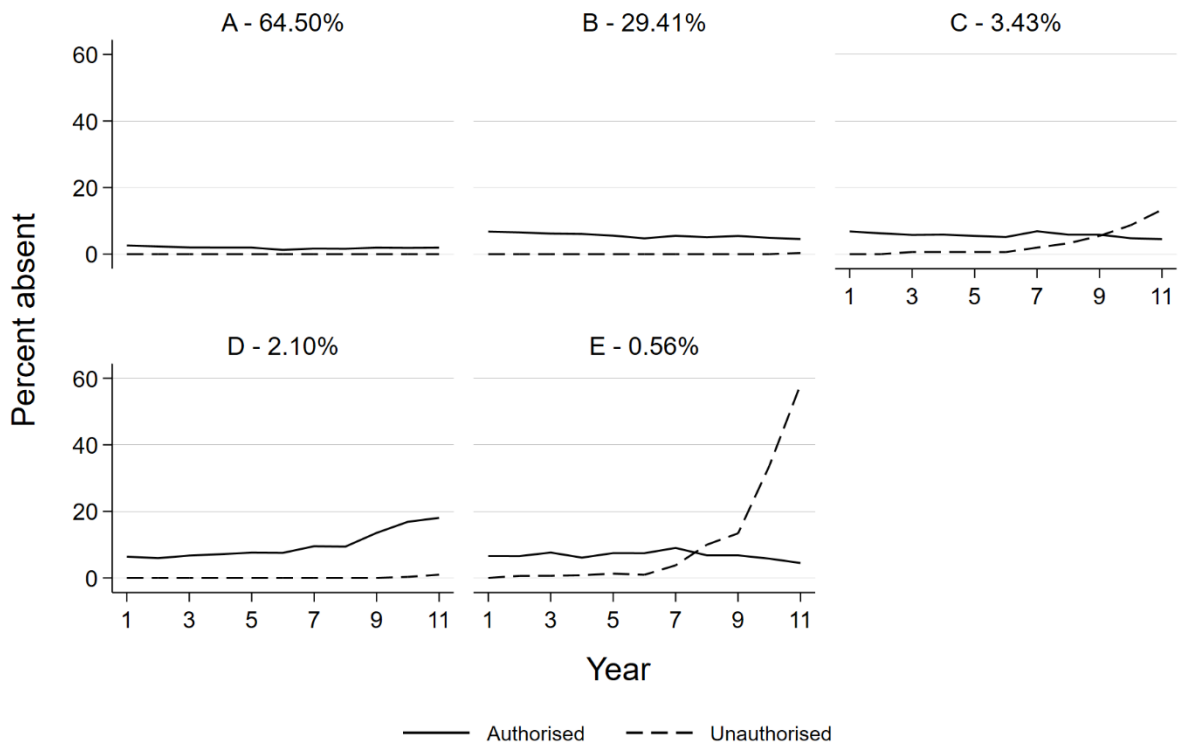 A - 64.50%
B - 29.41%
C - 3.43%
60
40
20
0
1 3 5 7 9 11
Percent absent
D - 2.10%
E - 0.56%
60
40
20
0
1 3 5 7 9 11
1 3 5 7 9 11
Year
Authorised
Unauthorised